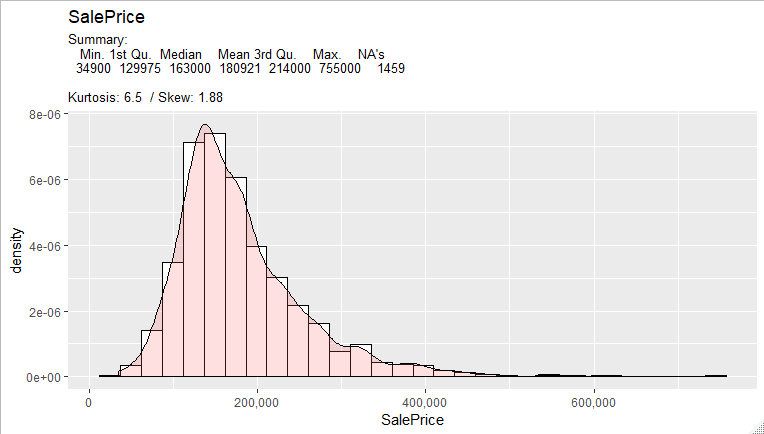 SalePrice
Summary:
Min. 1st Qu. Median Mean 3rd Qu. Max. NA's
34900 129975 163000 180921 214000 755000 1459
Kurtosis: 6.5 / Skew: 1.88
8e-06
6e-06
4e-06
2e-06
0e+00
density
0 200,000 400,000 600,000
SalePrice